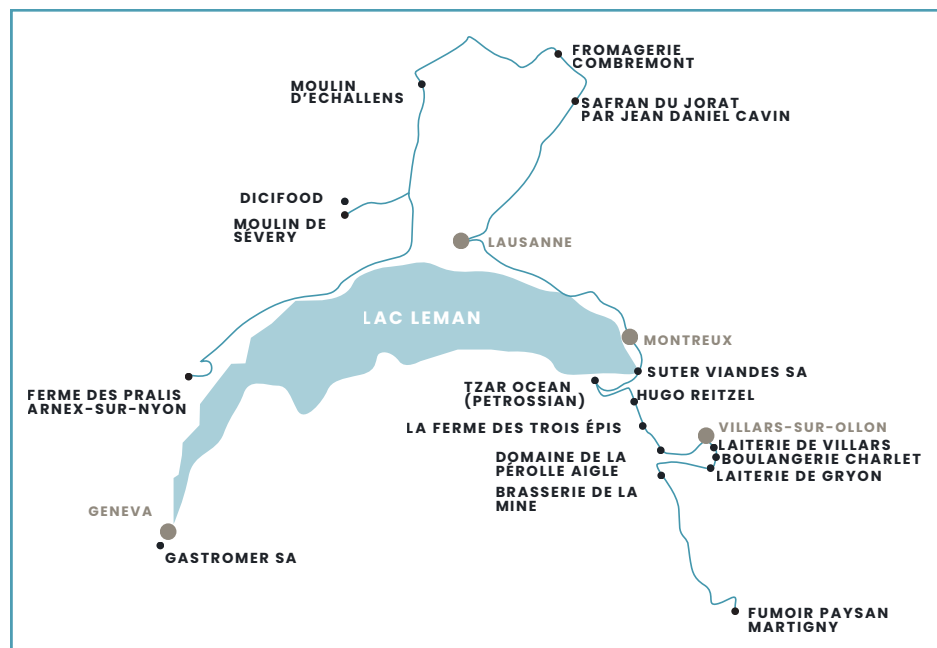 FROMAGERIE
COMBREMONT
MOULIN
D'ECHALLENS
SAFRAN DU JORAT
PAR JEAN DANIEL CAVIN
DICIFOOD
MOULIN DE
SÉVERY
LAUSANNE
LAC LEMAN
MONTREUX
SUTER VIANDES SA
TZAR OCEAN
(PETROSSIAN)
HUGO REITZEL
FERME DES PRALIS
ARNEX-SUR-NYON
LA FERME DES TROIS ÉPIS
VILLARS-SUR-OLLON
LAITERIE DE VILLARS
BOULANGERIE CHARLET
LAITERIE DE GRYON
DOMAINE DE LA
PÉROLLE AIGLE
BRASSERIE DE LA
MINE
GENEVA
GASTROMER SA
FUMOIR PAYSAN
MARTIGNY